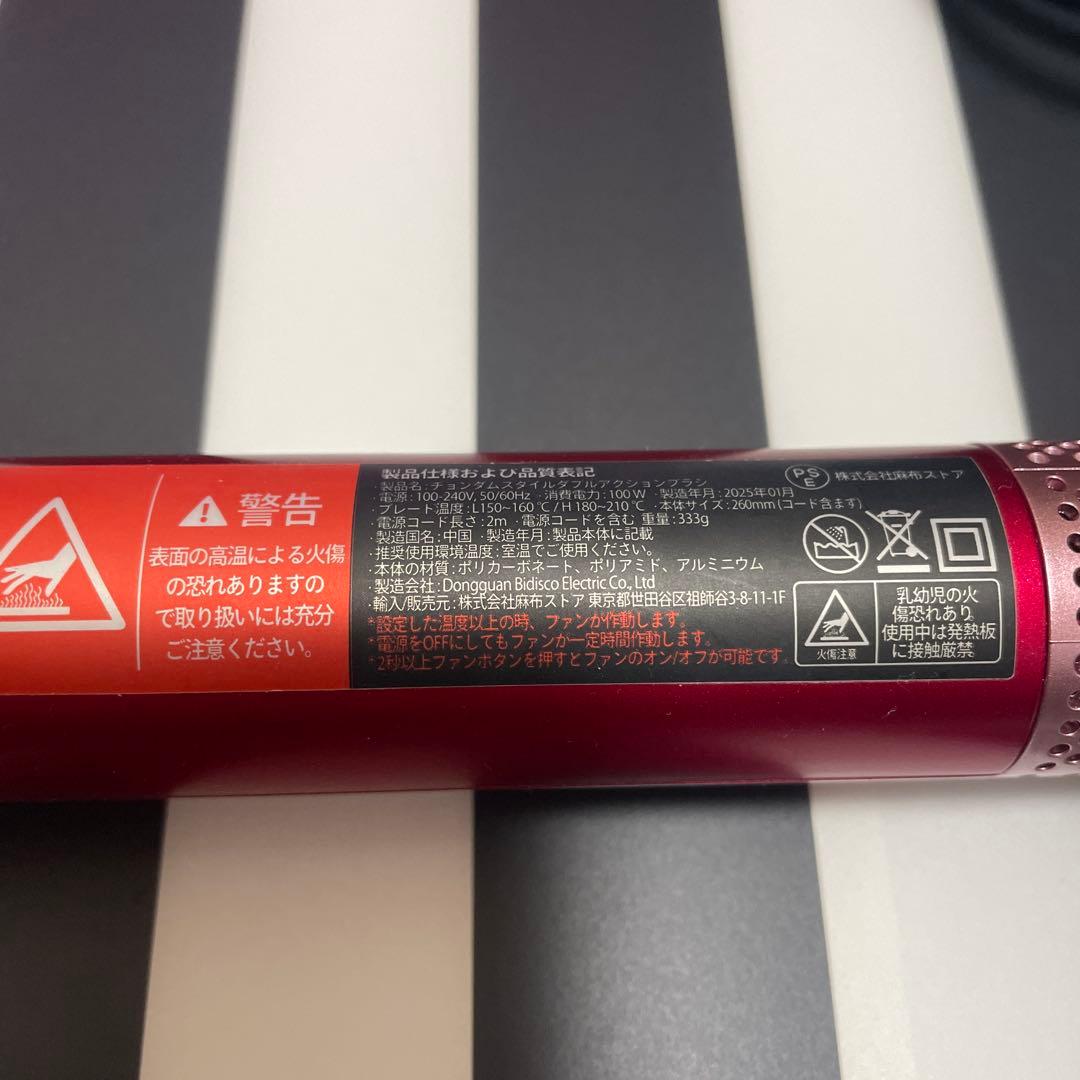 警告
表面の高温による火傷
の恐れありますの
で取り扱いには充分
ご注意ください。
製品仕様および品質表記
製品名：チョンダムスタイルダブルアクションブラシ
・電源：100-240V, 50/60Hz ・消費電力：100W ・製造年月：2025年01月
プレート温度：L150~160℃/H 180~210℃ ・本体サイズ：260mm (コード含まず)
電源コード長さ：2m ・電源コードを含む 重量：333g
・製造国名：中国 ・製造年月：製品本体に記載
・推奨使用環境温度：室温でご使用ください。
・本体の材質：ポリカーボネート、ポリアミド、アルミニウム
・製造会社：Dongguan Bidisco Electric Co., Ltd
輸入/販売元：株式会社麻布ストア 東京都世田谷区祖師谷3-8-11-1F
*設定した温度以上の時、ファンが作動します。
*電源をOFFにしてもファンが一定時間作動します。
*2秒以上ファンボタンを押すとファンのオン/オフが可能です。
PSE 株式会社麻布ストア
火傷注意
乳幼児の火
傷恐れあり。
使用中は発熱板
に接触厳禁